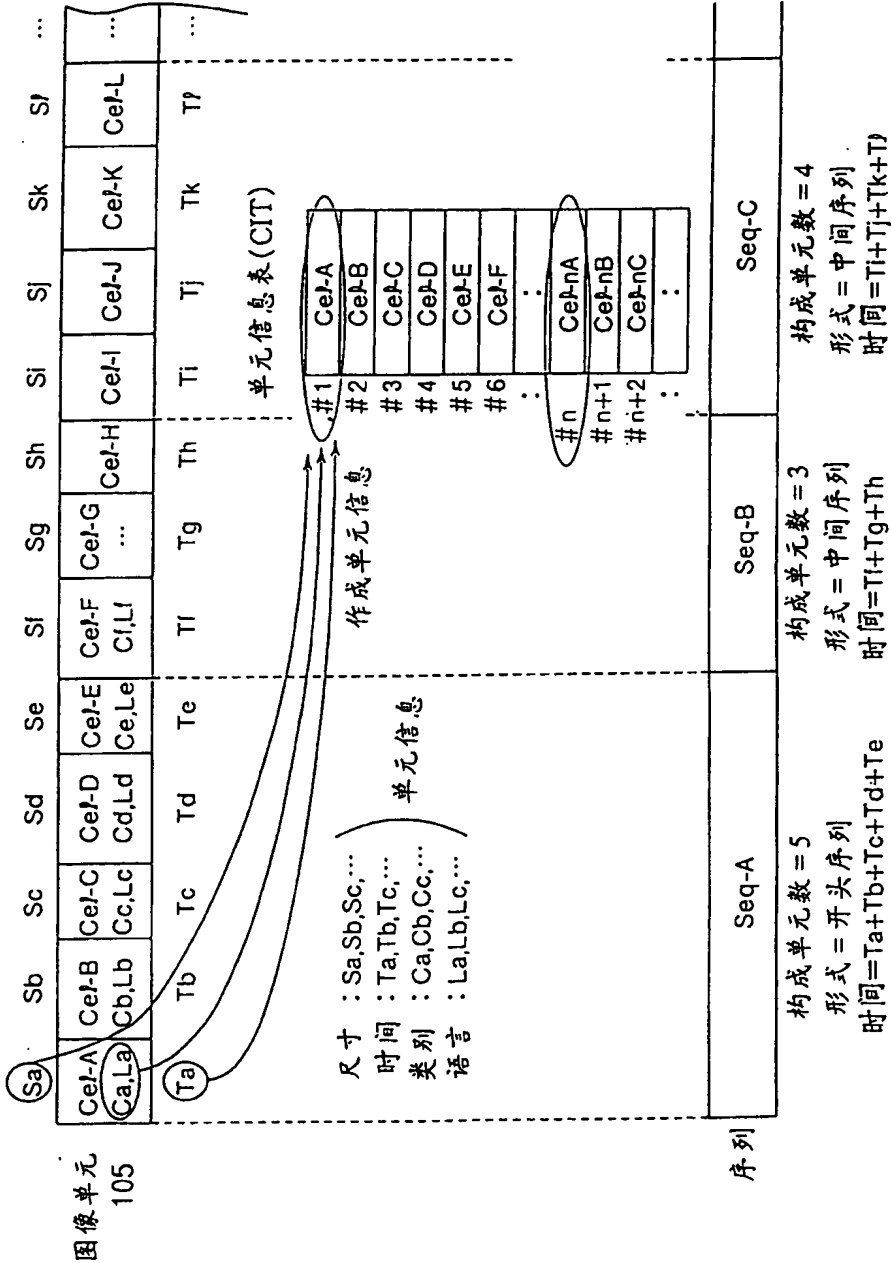 Sa Sb Sc Sd Se Sf Sg Sh Si Sj Sk Sℓ …
图像单元 105
Ceℓ-A Ceℓ-B Ceℓ-C Ceℓ-D Ceℓ-E Ceℓ-F Ceℓ-G Ceℓ-H Ceℓ-I Ceℓ-J Ceℓ-K Ceℓ-L …
Ca,La Cb,Lb Cc,Lc Cd,Ld Ce,Le Cf,Lf …
Ta Tb Tc Td Te Tf Tg Th Ti Tj Tk Tℓ …
尺寸 : Sa,Sb,Sc,…
时间 : Ta,Tb,Tc,…
类别 : Ca,Cb,Cc,…
语言 : La,Lb,Lc,…
单元信息
作成单元信息
单元信息表(CIT)
#1 Ceℓ-A
#2 Ceℓ-B
#3 Ceℓ-C
#4 Ceℓ-D
#5 Ceℓ-E
#6 Ceℓ-F
: :
#n Ceℓ-nA
#n+1 Ceℓ-nB
#n+2 Ceℓ-nC
: :
序列
Seq-A Seq-B Seq-C
构成单元数=5
形式=开头序列
时间=Ta+Tb+Tc+Td+Te
构成单元数=3
形式=中间序列
时间=Tf+Tg+Th
构成单元数=4
形式=中间序列
时间=Ti+Tj+Tk+Tℓ